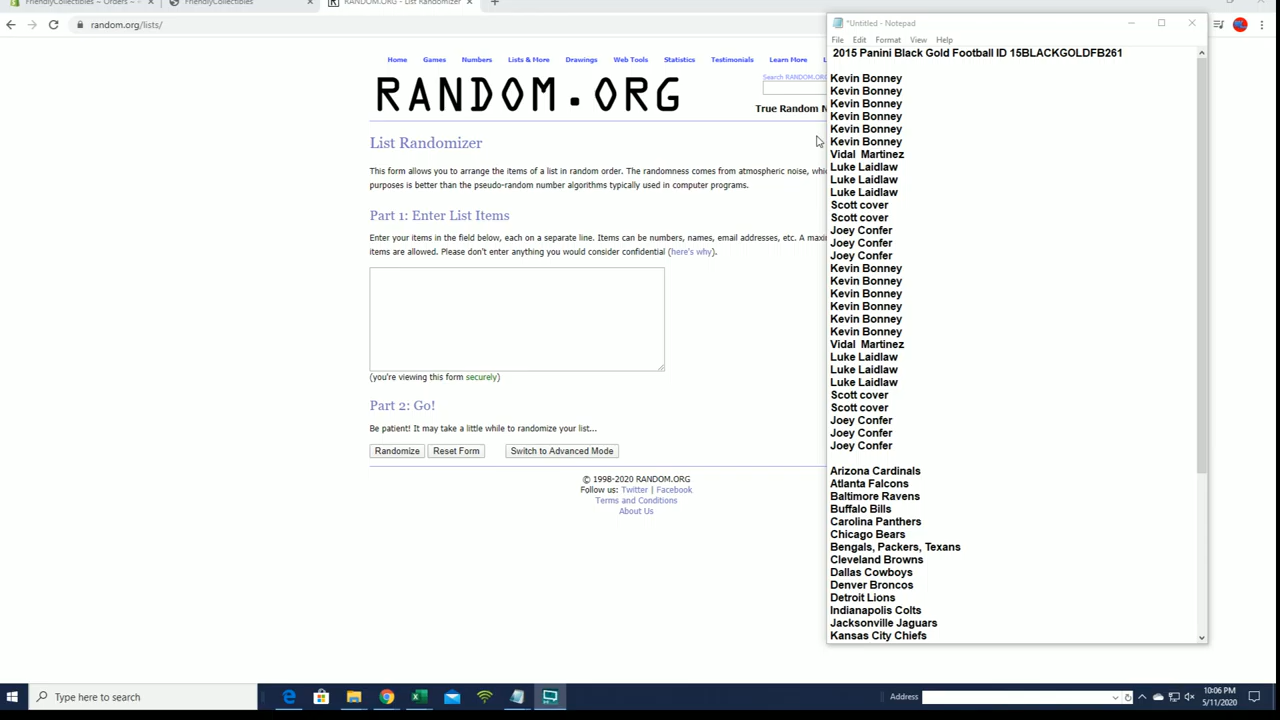 FriendlyCollectibles ~ Orders ~
FriendlyCollectibles
RANDOM.ORG - List Randomizer
random.org/lists/
Home Games Numbers Lists & More Drawings Web Tools Statistics Testimonials Learn More L
RANDOM.ORG
Search RANDOM.OR
True Random N
List Randomizer
This form allows you to arrange the items of a list in random order. The randomness comes from atmospheric noise, whi
purposes is better than the pseudo-random number algorithms typically used in computer programs.
Part 1: Enter List Items
Enter your items in the field below, each on a separate line. Items can be numbers, names, email addresses, etc. A maxi
items are allowed. Please don't enter anything you would consider confidential (here's why).
(you're viewing this form securely)
Part 2: Go!
Be patient! It may take a little while to randomize your list...
Randomize Reset Form Switch to Advanced Mode
© 1998-2020 RANDOM.ORG
Follow us: Twitter | Facebook
Terms and Conditions
About Us
*Untitled - Notepad
File Edit Format View Help
2015 Panini Black Gold Football ID 15BLACKGOLDFB261
Kevin Bonney
Kevin Bonney
Kevin Bonney
Kevin Bonney
Kevin Bonney
Kevin Bonney
Vidal Martinez
Luke Laidlaw
Luke Laidlaw
Luke Laidlaw
Scott cover
Scott cover
Joey Confer
Joey Confer
Joey Confer
Kevin Bonney
Kevin Bonney
Kevin Bonney
Kevin Bonney
Kevin Bonney
Kevin Bonney
Vidal Martinez
Luke Laidlaw
Luke Laidlaw
Luke Laidlaw
Scott cover
Scott cover
Joey Confer
Joey Confer
Joey Confer
Arizona Cardinals
Atlanta Falcons
Baltimore Ravens
Buffalo Bills
Carolina Panthers
Chicago Bears
Bengals, Packers, Texans
Cleveland Browns
Dallas Cowboys
Denver Broncos
Detroit Lions
Indianapolis Colts
Jacksonville Jaguars
Kansas City Chiefs
Type here to search
Address
10:06 PM
5/11/2020